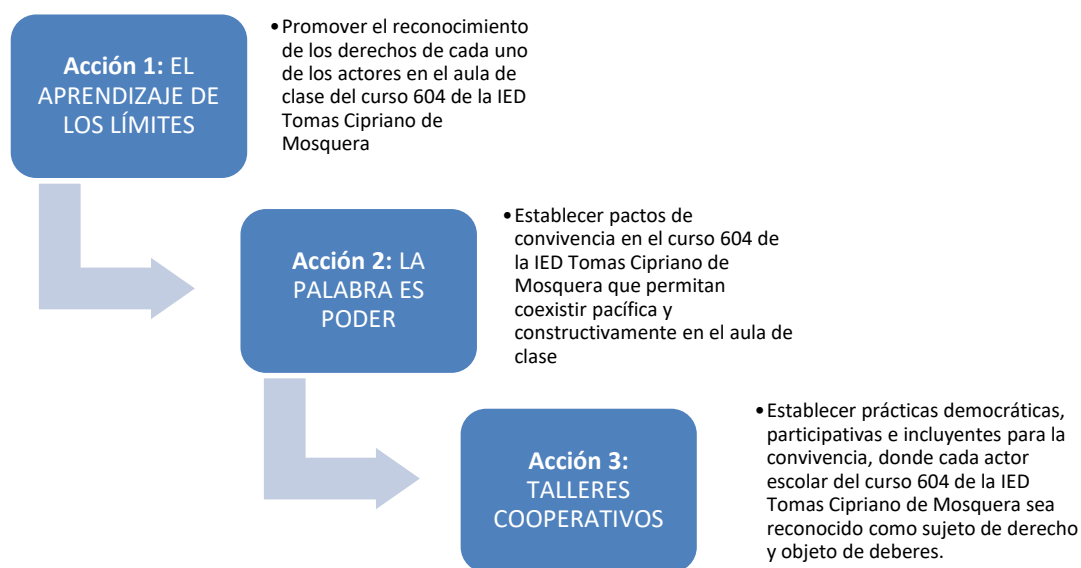 Acción 1: EL
APRENDIZAJE DE
LOS LÍMITES
•Promover el reconocimiento
de los derechos de cada uno
de los actores en el aula de
clase del curso 604 de la IED
Tomas Cipriano de
Mosquera
Acción 2: LA
PALABRA ES
PODER
•Establecer pactos de
convivencia en el curso 604 de
la IED Tomas Cipriano de
Mosquera que permitan
coexistir pacífica y
constructivamente en el aula de
clase
Acción 3:
TALLERES
COOPERATIVOS
•Establecer prácticas democráticas,
participativas e incluyentes para la
convivencia, donde cada actor
escolar del curso 604 de la IED
Tomas Cipriano de Mosquera sea
reconocido como sujeto de derecho
y objeto de deberes.